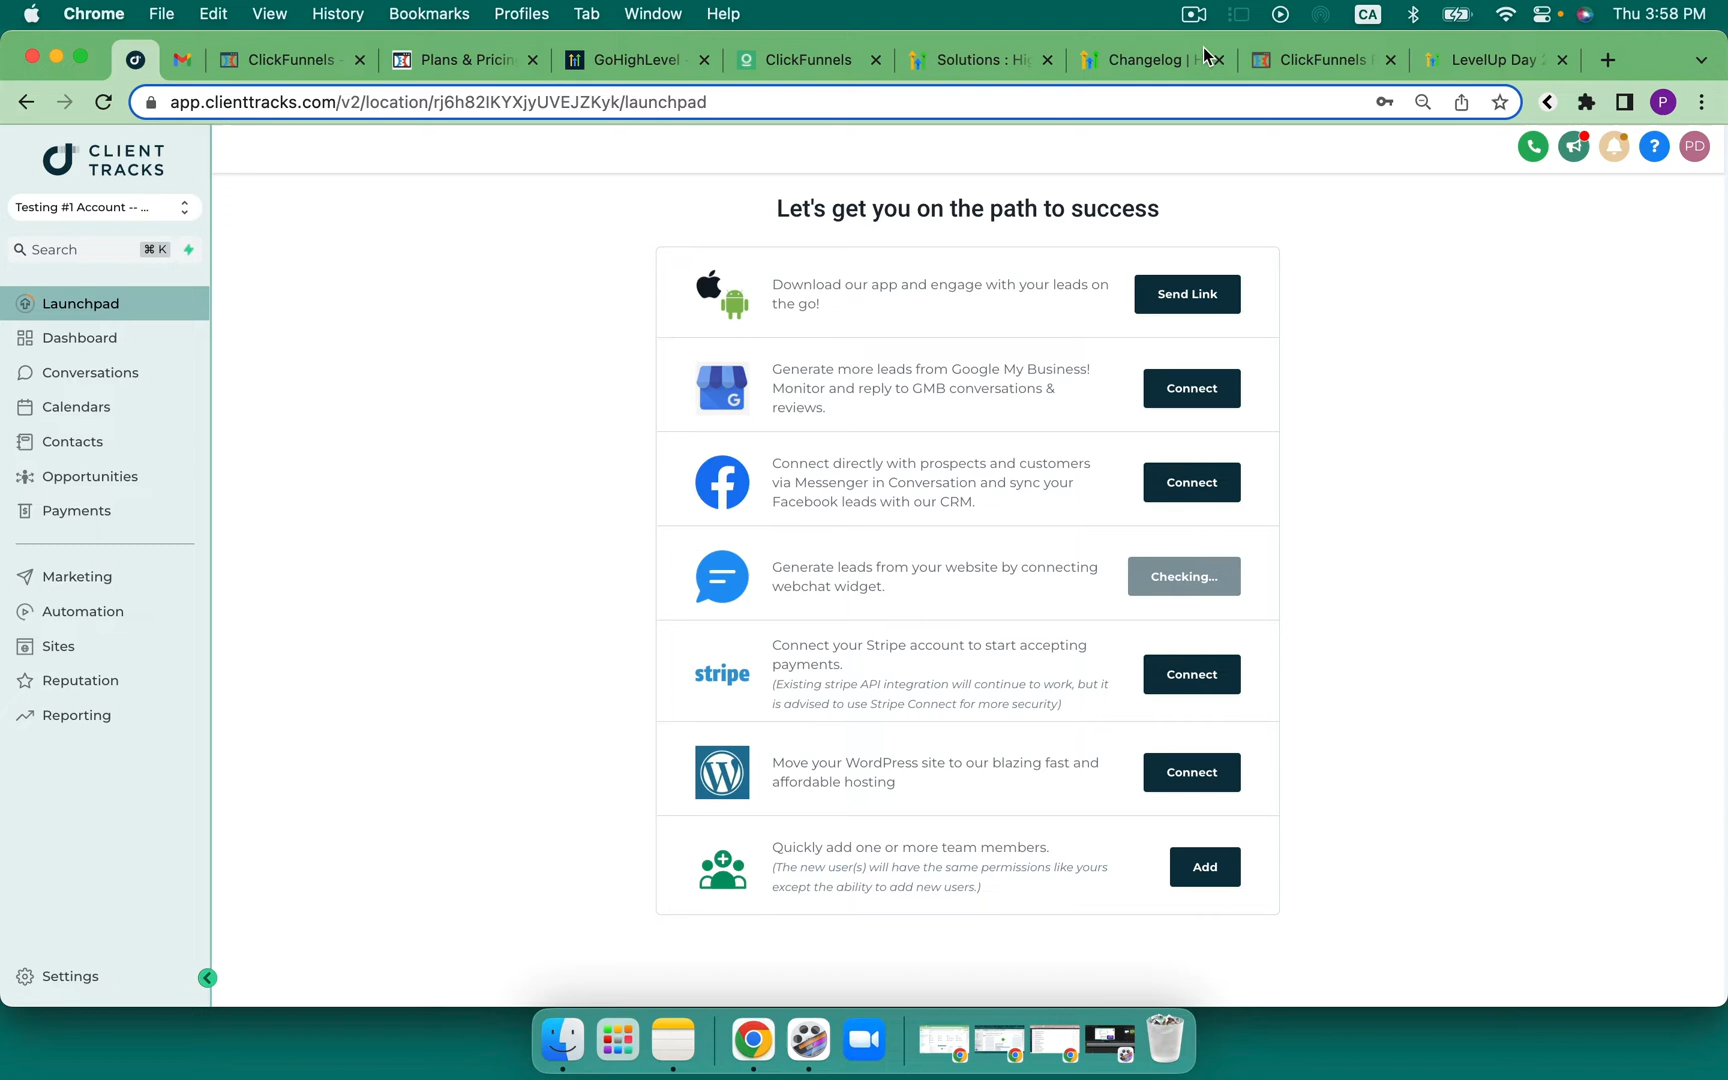 Chrome File Edit View History Bookmarks Profiles Tab Window Help CA Thu 3:58 PM
ClickFunnels - Plans & Pricin GoHighLevel - ClickFunnels Solutions : Hi Changelog | H ClickFunnels LevelUp Day 2
app.clienttracks.com/v2/location/rj6h82IKYXjyUVEJZKyk/launchpad P
CLIENT
TRACKS
? PD
Testing #1 Account -- ...
Search ⌘ K
Launchpad
Dashboard
Conversations
Calendars
Contacts
Opportunities
Payments
Marketing
Automation
Sites
Reputation
Reporting
Settings
Let's get you on the path to success
Download our app and engage with your leads on
the go!
Send Link
Generate more leads from Google My Business!
Monitor and reply to GMB conversations &
reviews.
Connect
Connect directly with prospects and customers
via Messenger in Conversation and sync your
Facebook leads with our CRM.
Connect
Generate leads from your website by connecting
webchat widget.
Checking...
stripe
Connect your Stripe account to start accepting
payments.
(Existing stripe API integration will continue to work, but it
is advised to use Stripe Connect for more security)
Connect
Move your WordPress site to our blazing fast and
affordable hosting
Connect
Quickly add one or more team members.
(The new user(s) will have the same permissions like yours
except the ability to add new users.)
Add